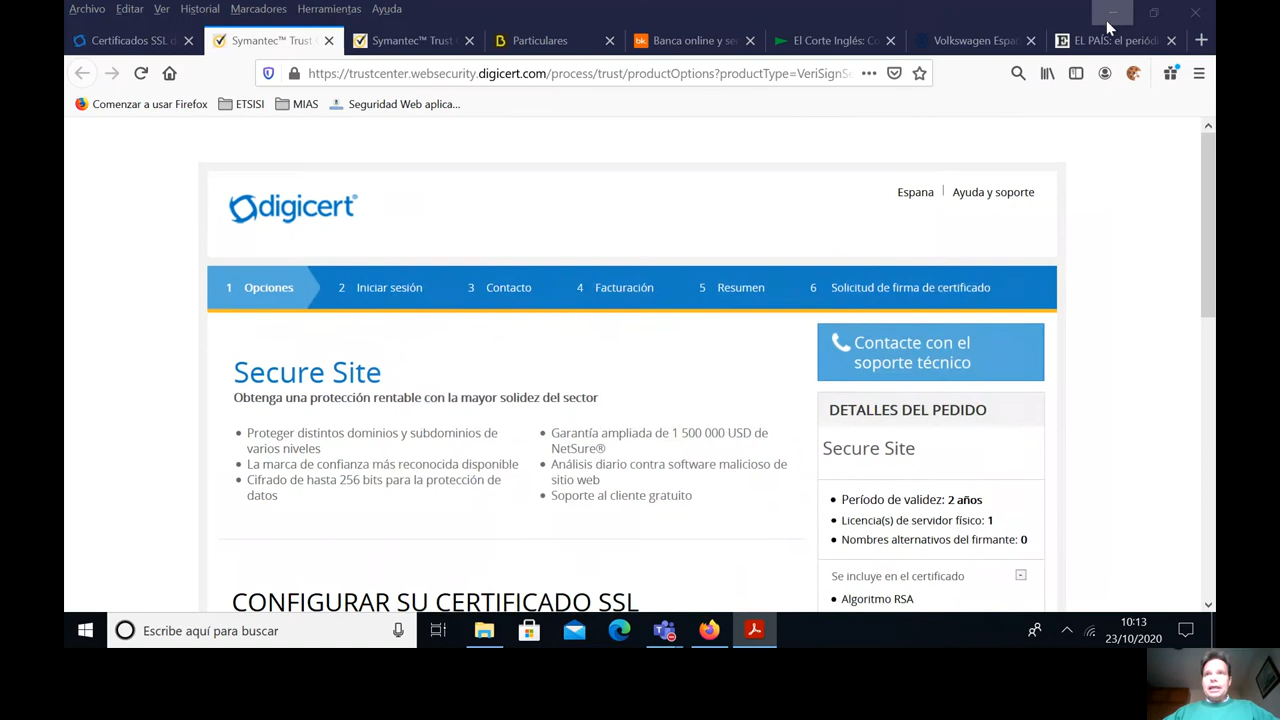 Archivo Editar Ver Historial Marcadores Herramientas Ayuda
Certificados SSL d Symantec™ Trust Symantec™ Trust Particulares bk Banca online y se El Corte Inglés: Co Volkswagen Espa EL PAÍS: el periódi
https://trustcenter.websecurity.digicert.com/process/trust/productOptions?productType=VeriSignS
Comenzar a usar Firefox ETSISI MIAS Seguridad Web aplica...
digicert®
Espana | Ayuda y soporte
1 Opciones 2 Iniciar sesión 3 Contacto 4 Facturación 5 Resumen 6 Solicitud de firma de certificado
Contacte con el
soporte técnico
Secure Site
Obtenga una protección rentable con la mayor solidez del sector
• Proteger distintos dominios y subdominios de
varios niveles
• La marca de confianza más reconocida disponible
• Cifrado de hasta 256 bits para la protección de
datos
• Garantía ampliada de 1 500 000 USD de
NetSure®
• Análisis diario contra software malicioso de
sitio web
• Soporte al cliente gratuito
DETALLES DEL PEDIDO
Secure Site
• Período de validez: 2 años
• Licencia(s) de servidor físico: 1
• Nombres alternativos del firmante: 0
Se incluye en el certificado
• Algoritmo RSA
CONFIGURAR SU CERTIFICADO SSL
Escribe aquí para buscar
10:13
23/10/2020